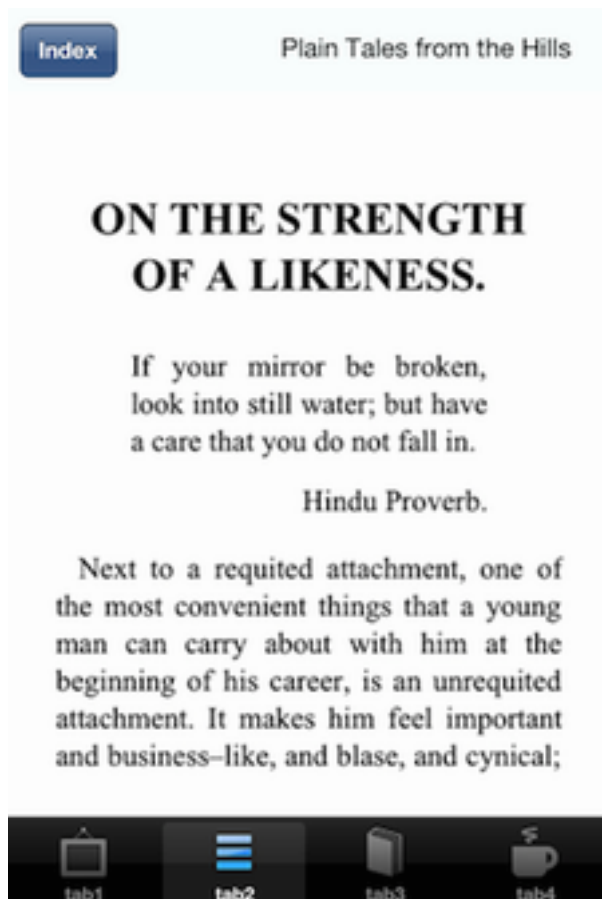 Index
Plain Tales from the Hills
ON THE STRENGTH
OF A LIKENESS.
If your mirror be broken,
look into still water; but have
a care that you do not fall in.
Hindu Proverb.
Next to a requited attachment, one of
the most convenient things that a young
man can carry about with him at the
beginning of his career, is an unrequited
attachment. It makes him feel important
and business–like, and blase, and cynical;
tab1
tab2
tab3
tab4